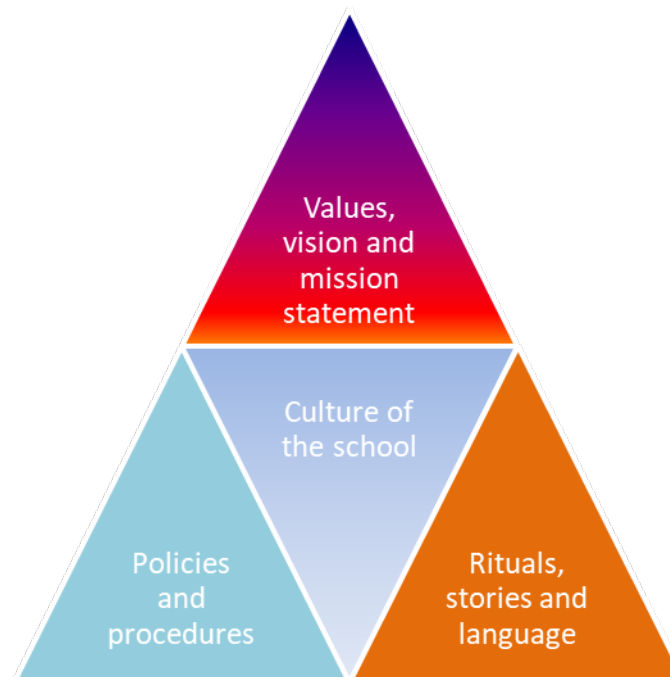 Values,
vision and
mission
statement
Culture of
the school
Policies
and
procedures
Rituals,
stories and
language